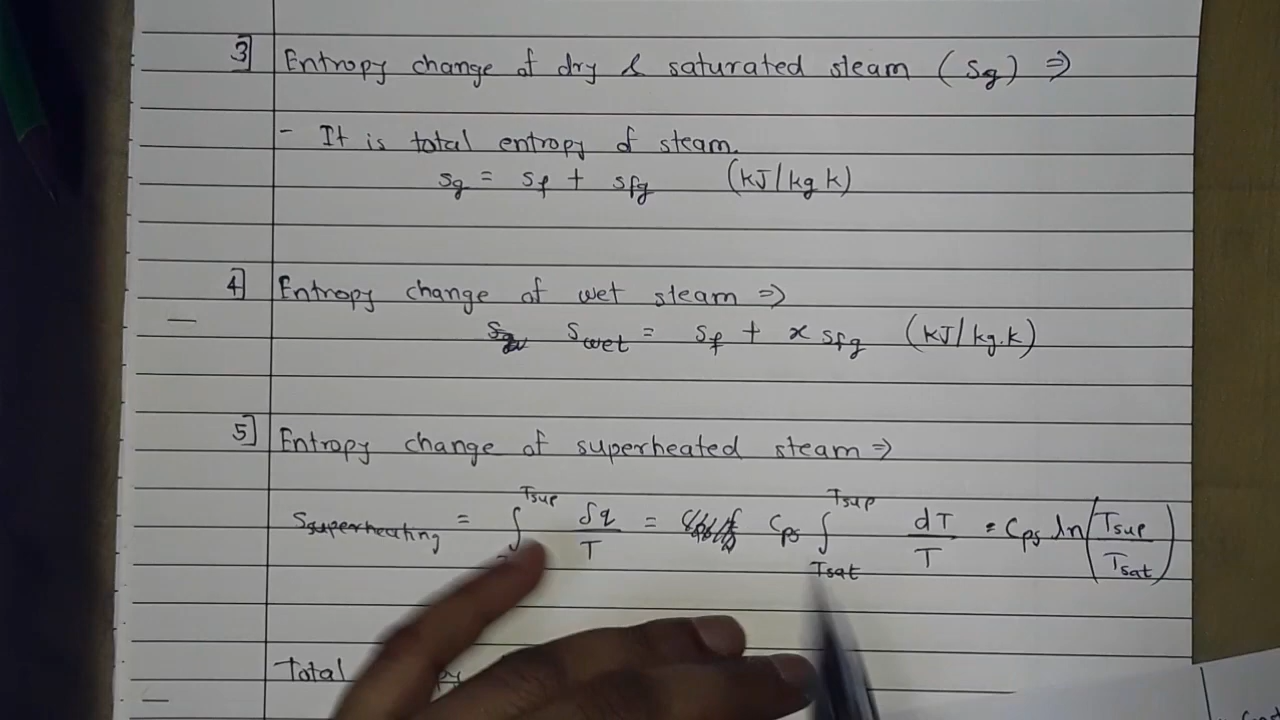 3] Entropy change of dry & saturated steam (sg) ⇒
- It is total entropy of steam.
sg = sf + sfg (kJ/kg k)
4] Entropy change of wet steam ⇒
swet = sf + x sfg (kJ/kg.k)
5] Entropy change of superheated steam ⇒
Ssuperheating = ∫^Tsup δq/T = Cps ∫_Tsat^Tsup dT/T = Cps ln(Tsup/Tsat)
Total